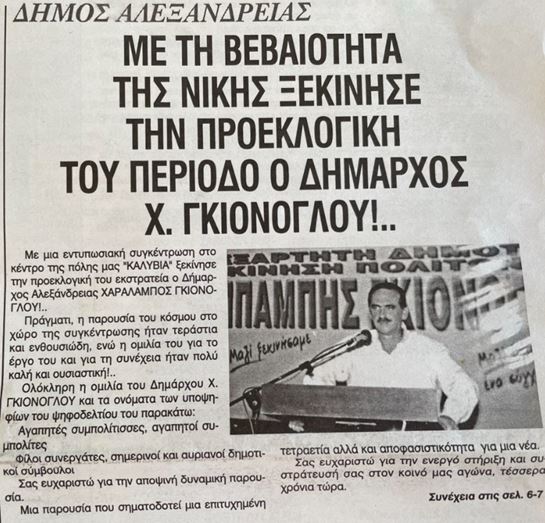 ΔΗΜΟΣ ΑΛΕΞΑΝΔΡΕΙΑΣ
ΜΕ ΤΗ ΒΕΒΑΙΟΤΗΤΑ
ΤΗΣ ΝΙΚΗΣ ΞΕΚΙΝΗΣΕ
ΤΗΝ ΠΡΟΕΚΛΟΓΙΚΗ
ΤΟΥ ΠΕΡΙΟΔΟ Ο ΔΗΜΑΡΧΟΣ
Χ. ΓΚΙΟΝΟΓΛΟΥ!..
Με μια εντυπωσιακή συγκέντρωση στο
κέντρο της πόλης μας "ΚΑΛΥΒΙΑ" ξεκίνησε
την προεκλογική του εκστρατεία ο Δήμαρ-
χος Αλεξάνδρειας ΧΑΡΑΛΑΜΠΟΣ ΓΚΙΟΝΟ-
ΓΛΟΥ!..
Πράγματι, η παρουσία του κόσμου στο
χώρο της συγκέντρωσης ήταν τεράστια
και ενθουσιώδη, ενώ η ομιλία του για το
έργο του και για τη συνέχεια ήταν πολύ
καλή και ουσιαστική!..
Ολόκληρη η ομιλία του Δημάρχου Χ.
ΓΚΙΟΝΟΓΛΟΥ και τα ονόματα των υποψη-
φίων του ψηφοδελτίου του παρακάτω:
Αγαπητές συμπολίτισσες, αγαπητοί συ-
μπολίτες
Φίλοι συνεργάτες, σημερινοί και αυριανοί δημοτι-
κοί σύμβουλοι
Σας ευχαριστώ για την αποψινή δυναμική παρου-
σία.
Μια παρουσία που σηματοδοτεί μια επιτυχημένη
ΕΞΑΡΤΗΤΗ ΔΗΜΟΤ
ΚΙΝΗΣΗ ΠΟΛΙΤ
ΜΠΑΜΠΗΣ ΓΚΙΟΝΟ
Μαζί ξεκινήσαμε
τετραετία αλλά και αποφασιστικότητα για μια νέα.
Σας ευχαριστώ για την ενεργό στήριξη και συ-
στράτευσή σας στον κοινό μας αγώνα, τέσσερα
χρόνια τώρα.
Συνέχεια στις σελ. 6-7